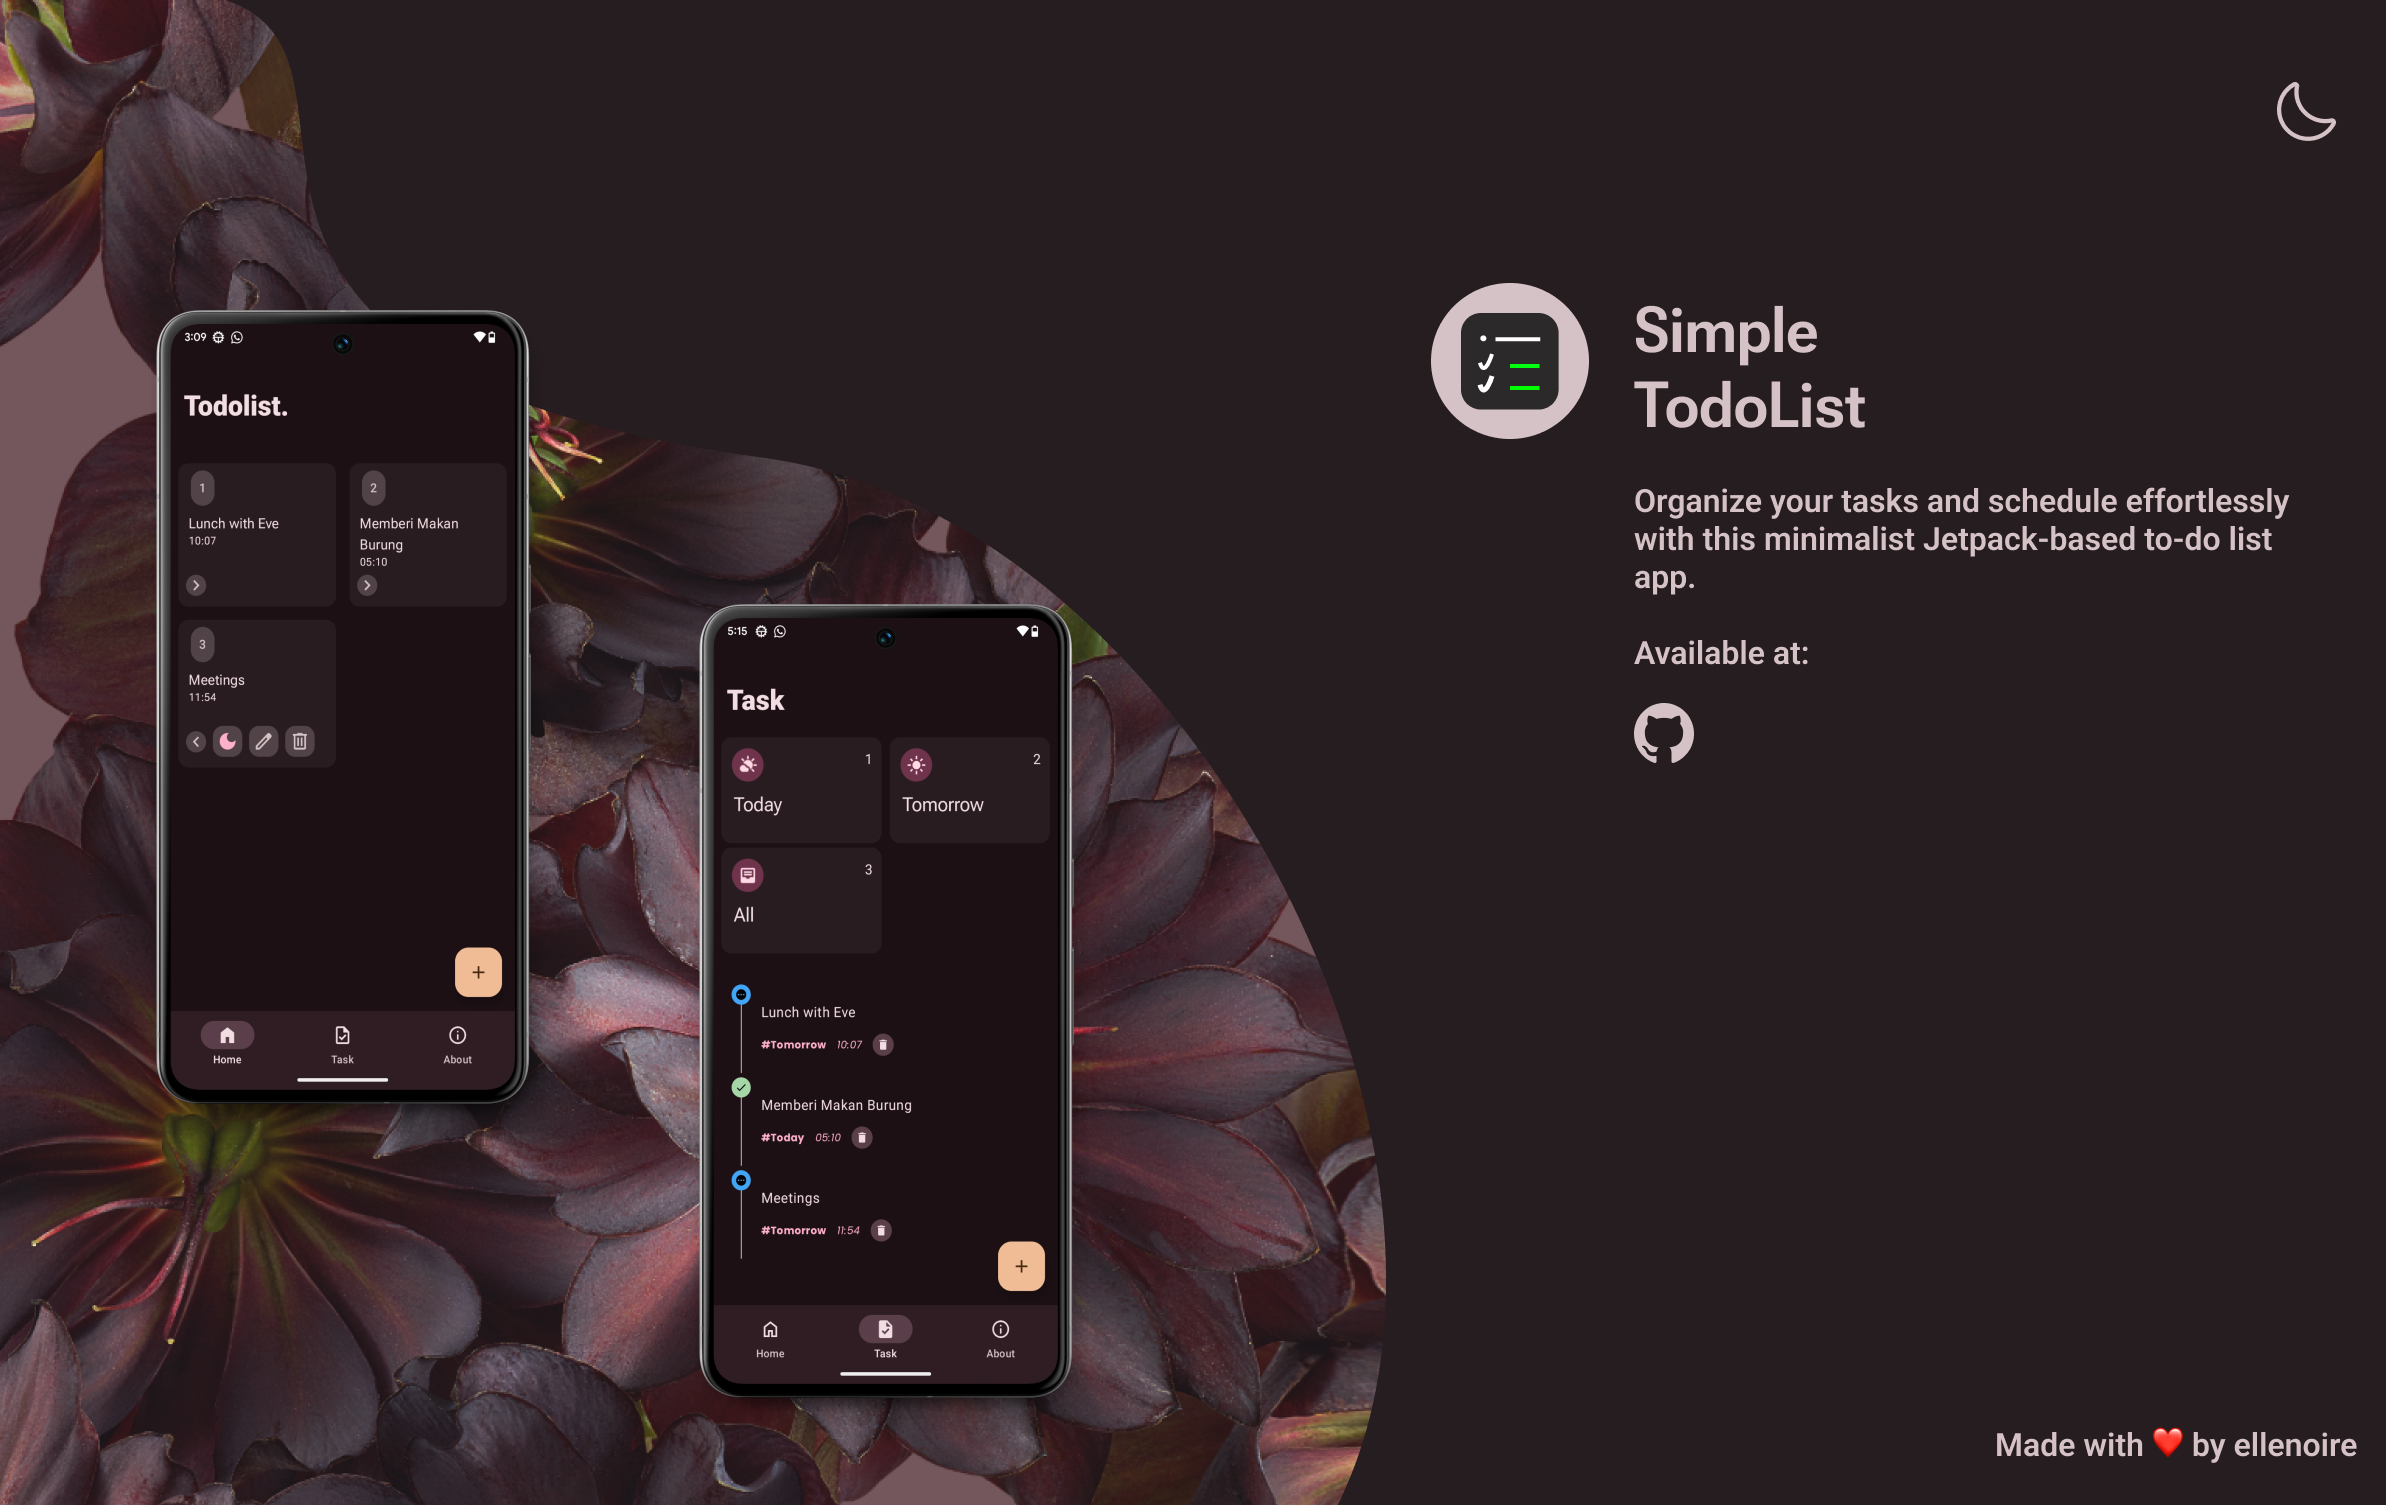 3:09
Todolist.
1
Lunch with Eve
10:07
2
Memberi Makan
Burung
05:10
3
Meetings
11:54
Home
Task
About
5:15
Task
1
Today
2
Tomorrow
3
All
Lunch with Eve
#Tomorrow 10:07
Memberi Makan Burung
#Today 05:10
Meetings
#Tomorrow 11:54
Home
Task
About
Simple
TodoList
Organize your tasks and schedule effortlessly
with this minimalist Jetpack-based to-do list
app.
Available at:
Made with ❤️ by ellenoire